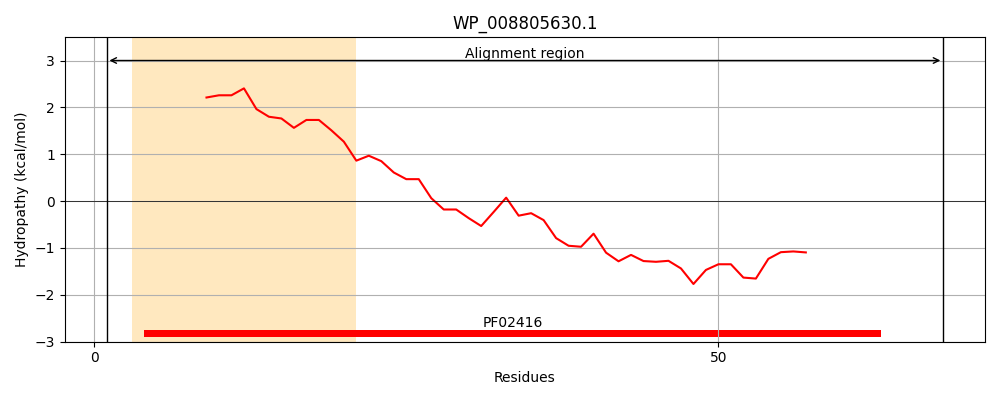 WP_008805630.1
Alignment region
3
2
1
0
−1
−2
−3
Hydropathy (kcal/mol)
PF02416
0
50
Residues